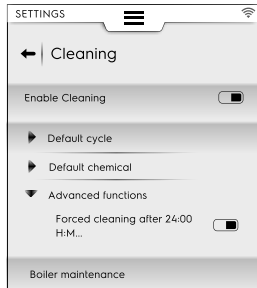 SETTINGS
Cleaning
Enable Cleaning
Default cycle
Default chemical
Advanced functions
Forced cleaning after 24:00
H:M...
Boiler maintenance